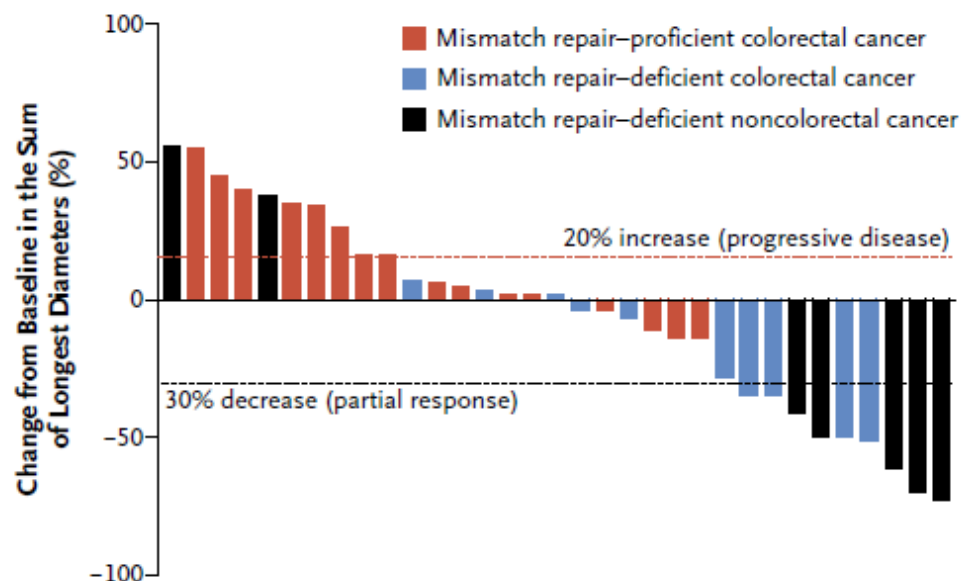 100
Mismatch repair–proficient colorectal cancer
Mismatch repair–deficient colorectal cancer
Mismatch repair–deficient noncolorectal cancer
50
20% increase (progressive disease)
0
30% decrease (partial response)
–50
–100
Change from Baseline in the Sum
of Longest Diameters (%)